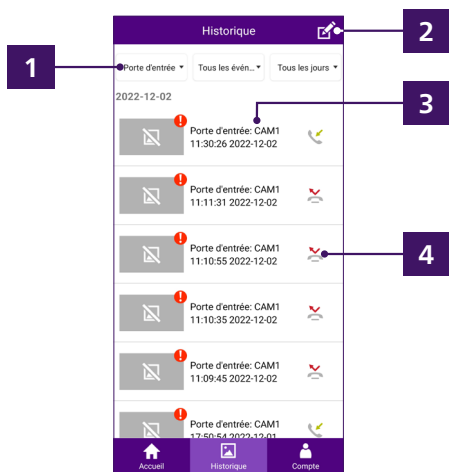 Historique
2
1
Porte d'entrée
Tous les évén...
Tous les jours
2022-12-02
3
Porte d'entrée: CAM1
11:30:26 2022-12-02
Porte d'entrée: CAM1
11:11:31 2022-12-02
4
Porte d'entrée: CAM1
11:10:55 2022-12-02
Porte d'entrée: CAM1
11:10:35 2022-12-02
Porte d'entrée: CAM1
11:09:45 2022-12-02
Porte d'entrée: CAM1
17:50:54 2022-12-01
Accueil
Historique
Compte